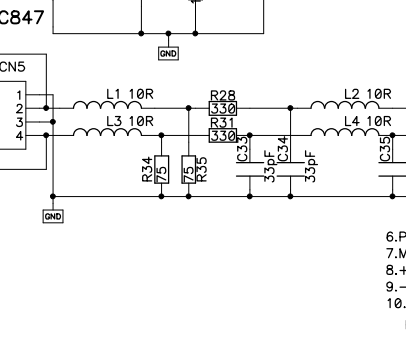 C847
GND
CN5
L1 10R
R28
L2 10R
1
2
330
3
L3 10R
R31
L4 10R
4
330
R34
75
75
R35
C33
33pF
C34
33pF
C35
GND
6.P
7.M
8.+
9.-
10.